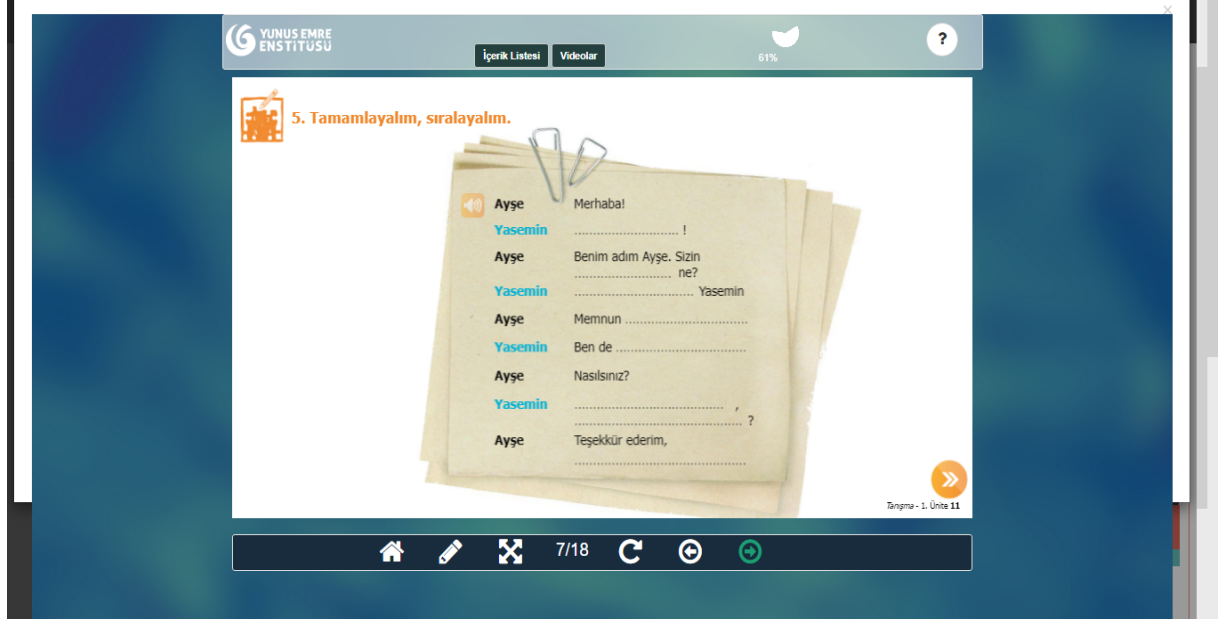 YUNUS EMRE
ENSTİTÜSÜ
İçerik Listesi
Videolar
61%
?
5. Tamamlayalım, sıralayalım.
Ayşe Merhaba!
Yasemin ............................ !
Ayşe Benim adım Ayşe. Sizin
.......................... ne?
Yasemin ................................ Yasemin
Ayşe Memnun .................................
Yasemin Ben de ...................................
Ayşe Nasılsınız?
Yasemin ........................................ ,
............................................. ?
Ayşe Teşekkür ederim,
..............................................
Tanışma - 1. Ünite 11
7/18